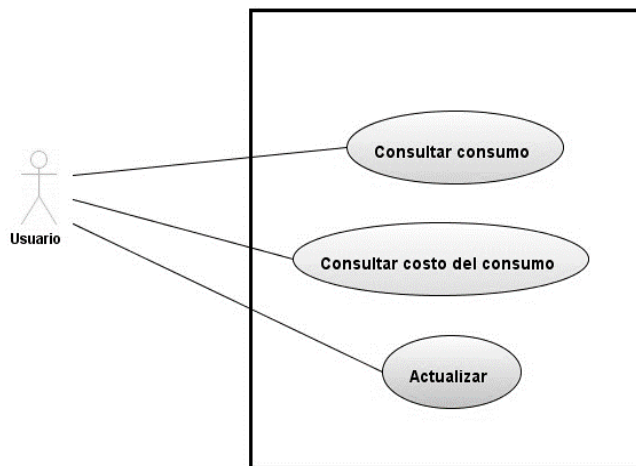 Consultar consumo
Usuario
Consultar costo del consumo
Actualizar